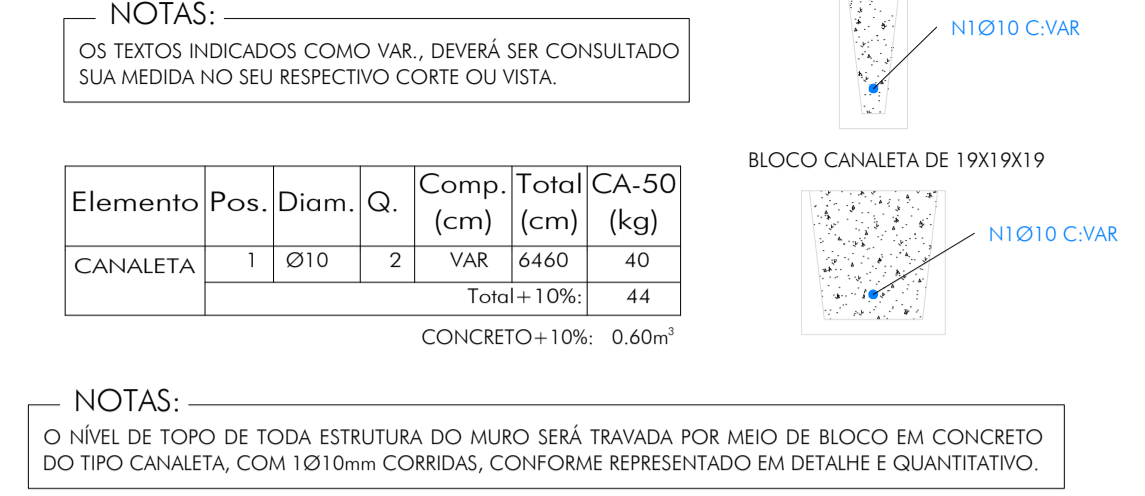 NOTAS:
OS TEXTOS INDICADOS COMO VAR., DEVERÁ SER CONSULTADO
SUA MEDIDA NO SEU RESPECTIVO CORTE OU VISTA.
N1Ø10 C:VAR
BLOCO CANALETA DE 19X19X19
N1Ø10 C:VAR
Elemento Pos. Diam. Q. Comp. (cm) Total (cm) CA-50 (kg)
CANALETA 1 Ø10 2 VAR 6460 40
Total+10%: 44
CONCRETO+10%: 0.60m³
NOTAS:
O NÍVEL DE TOPO DE TODA ESTRUTURA DO MURO SERÁ TRAVADA POR MEIO DE BLOCO EM CONCRETO
DO TIPO CANALETA, COM 1Ø10mm CORRIDAS, CONFORME REPRESENTADO EM DETALHE E QUANTITATIVO.